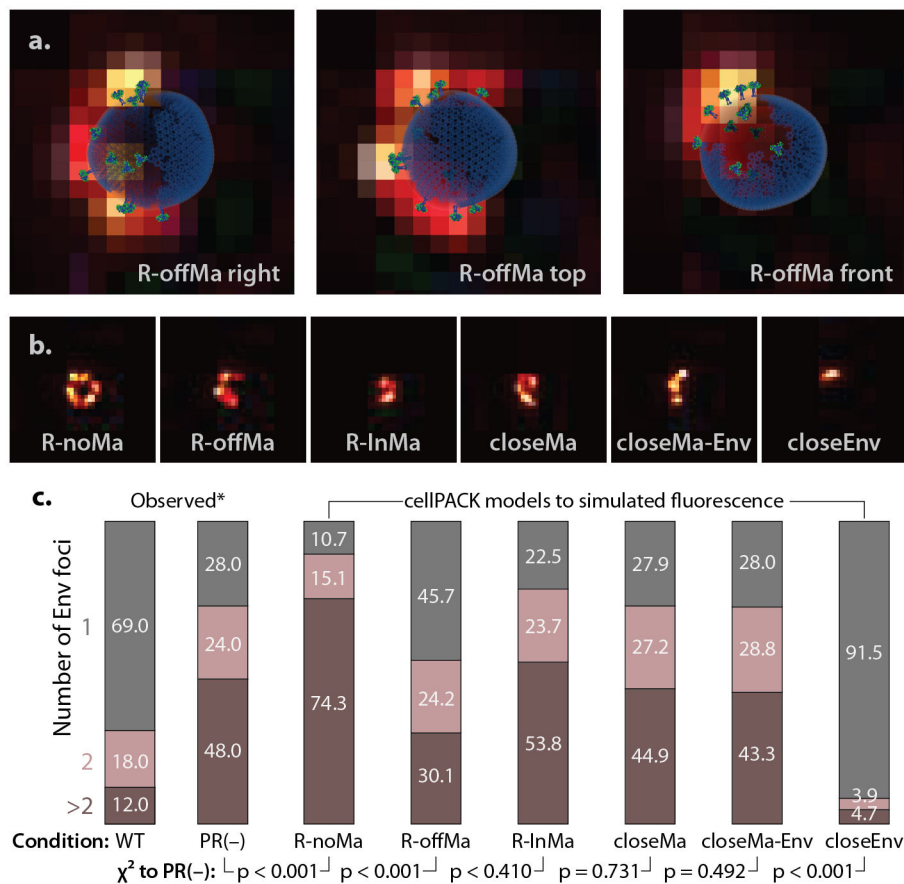 a.
R-offMa right
R-offMa top
R-offMa front
b.
R-noMa
R-offMa
R-InMa
closeMa
closeMa-Env
closeEnv
c.
Observed*
cellPACK models to simulated fluorescence
Number of Env foci
1
2
>2
69.0
18.0
12.0
28.0
24.0
48.0
10.7
15.1
74.3
45.7
24.2
30.1
22.5
23.7
53.8
27.9
27.2
44.9
28.0
28.8
43.3
91.5
3.9
4.7
Condition: WT PR(–) R-noMa R-offMa R-InMa closeMa closeMa-Env closeEnv
χ² to PR(–): p < 0.001 p < 0.001 p < 0.410 p = 0.731 p = 0.492 p < 0.001